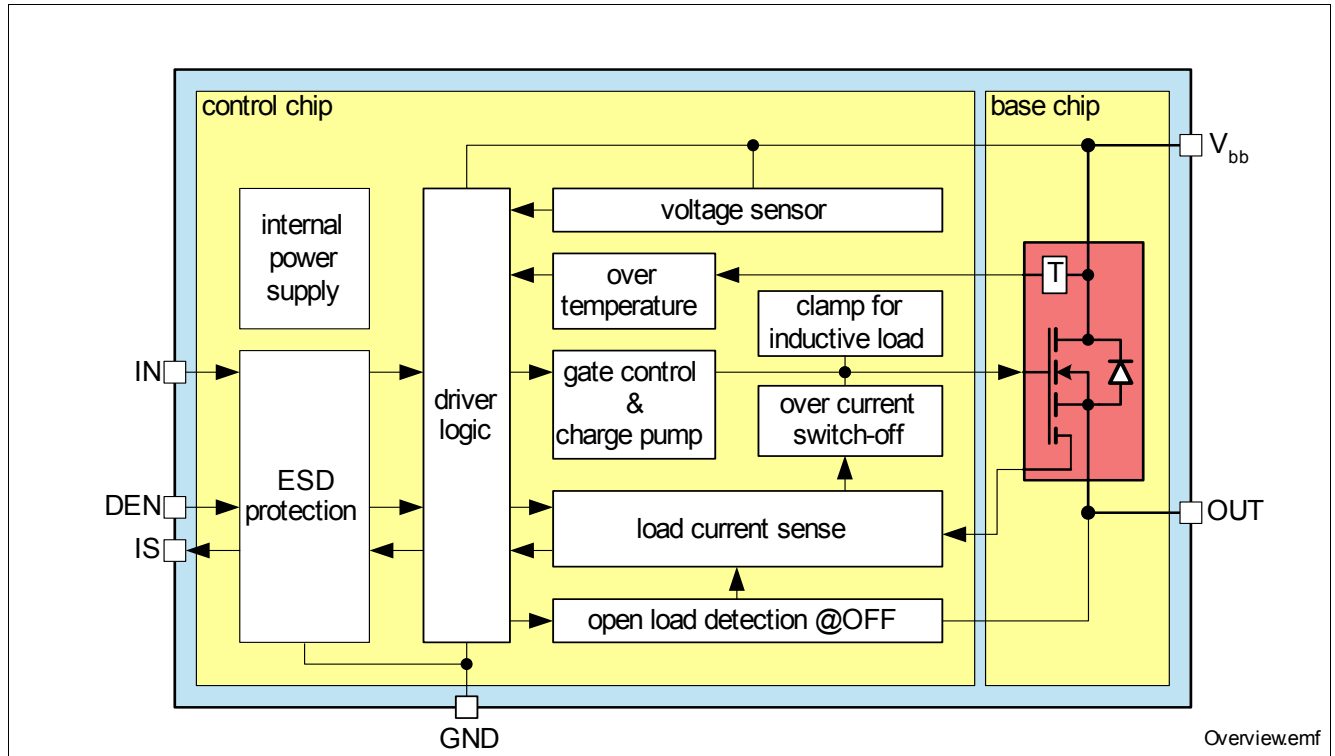 control chip
base chip
V_bb
internal
power
supply
voltage sensor
over
temperature
T
clamp for
inductive load
IN
driver
logic
gate control
&
charge pump
over current
switch-off
ESD
protection
DEN
IS
load current sense
OUT
open load detection @OFF
GND
Overview.emf